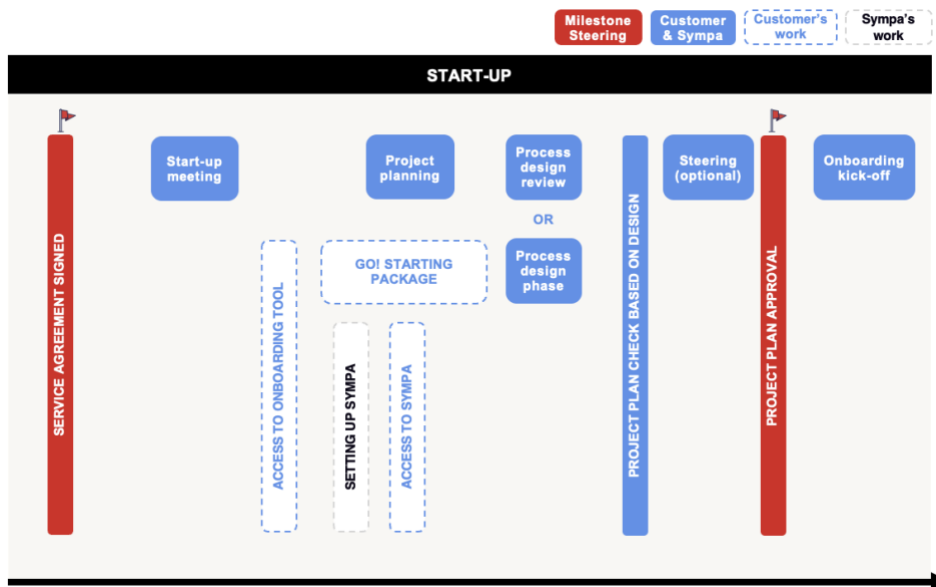 Milestone
Steering
Customer
& Sympa
Customer's
work
Sympa's
work
START-UP
SERVICE AGREEMENT SIGNED
Start-up
meeting
ACCESS TO ONBOARDING TOOL
Project
planning
GO! STARTING
PACKAGE
SETTING UP SYMPA
ACCESS TO SYMPA
Process
design
review
OR
Process
design
phase
PROJECT PLAN CHECK BASED ON DESIGN
Steering
(optional)
PROJECT PLAN APPROVAL
Onboarding
kick-off